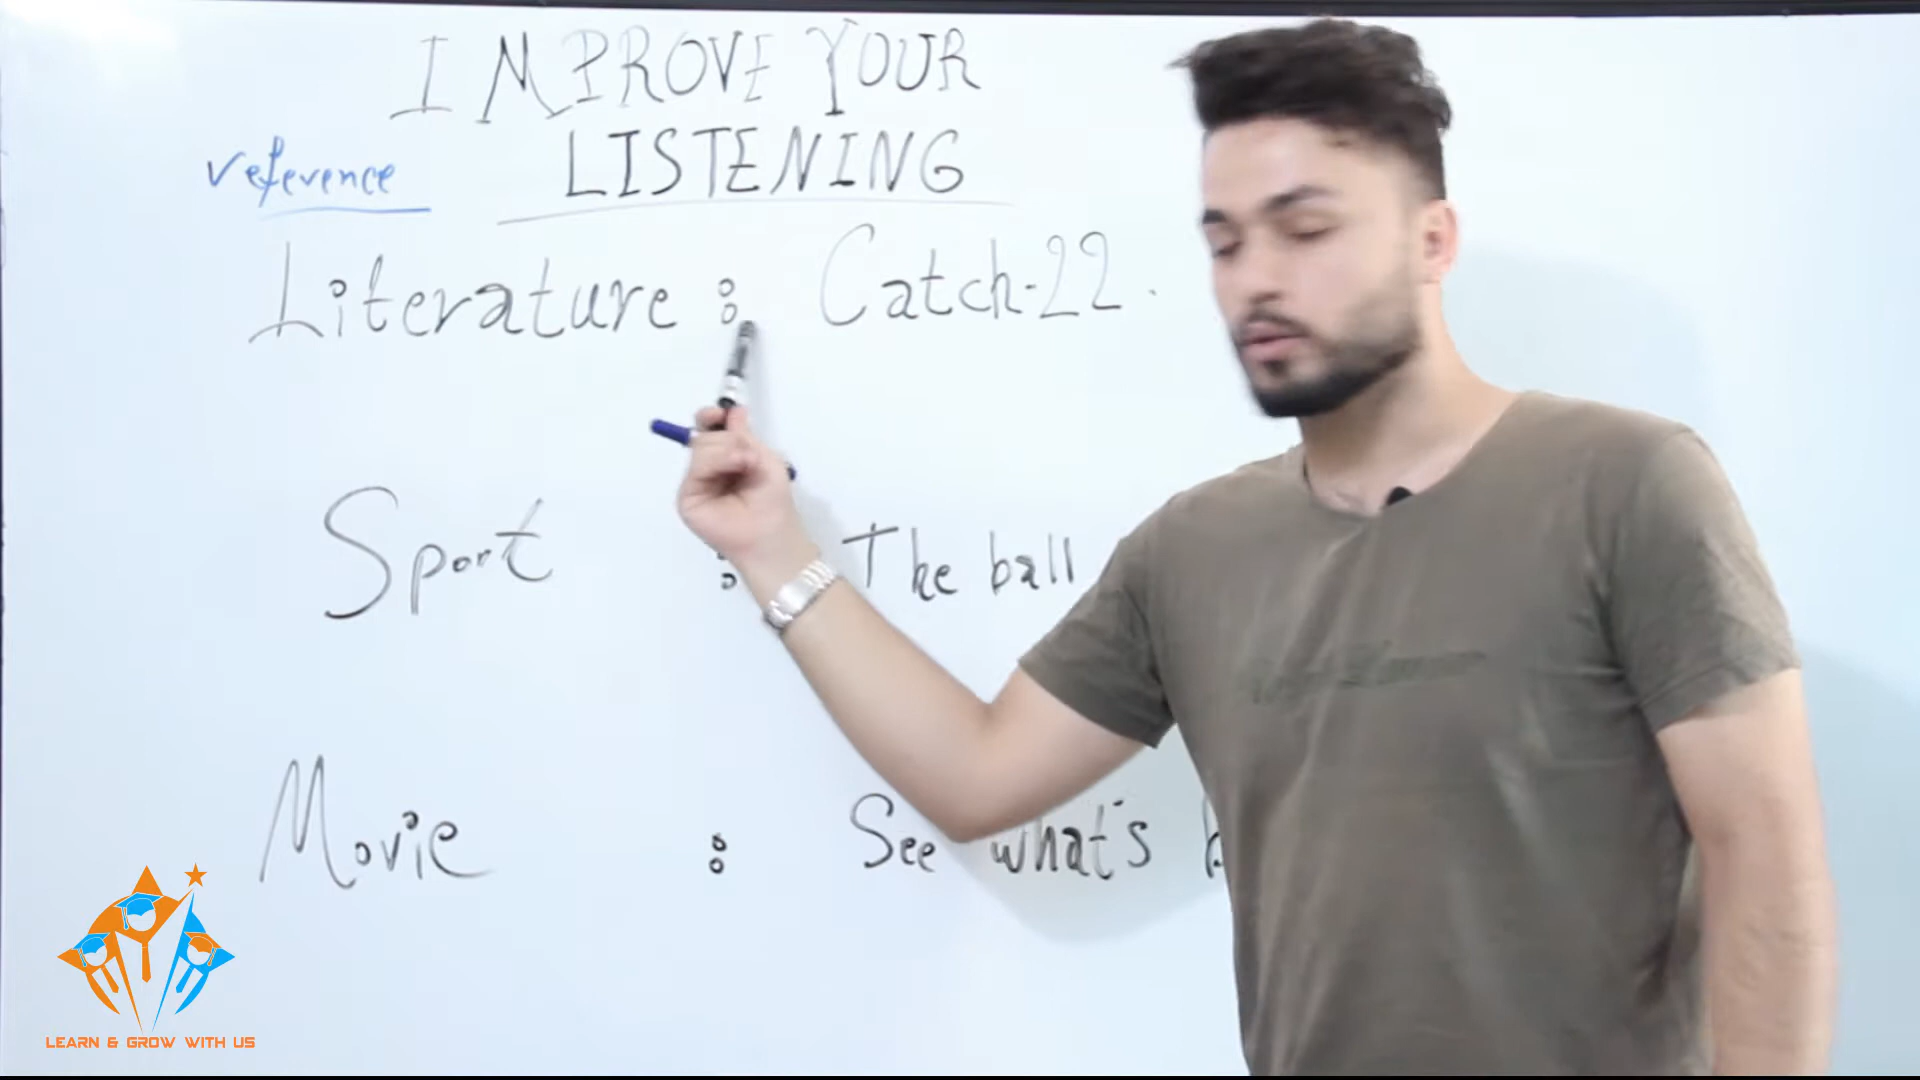 IMPROVE YOUR
reference LISTENING
Literature : Catch-22.
Sport : The ball
Movie : See what's
LEARN & GROW WITH US